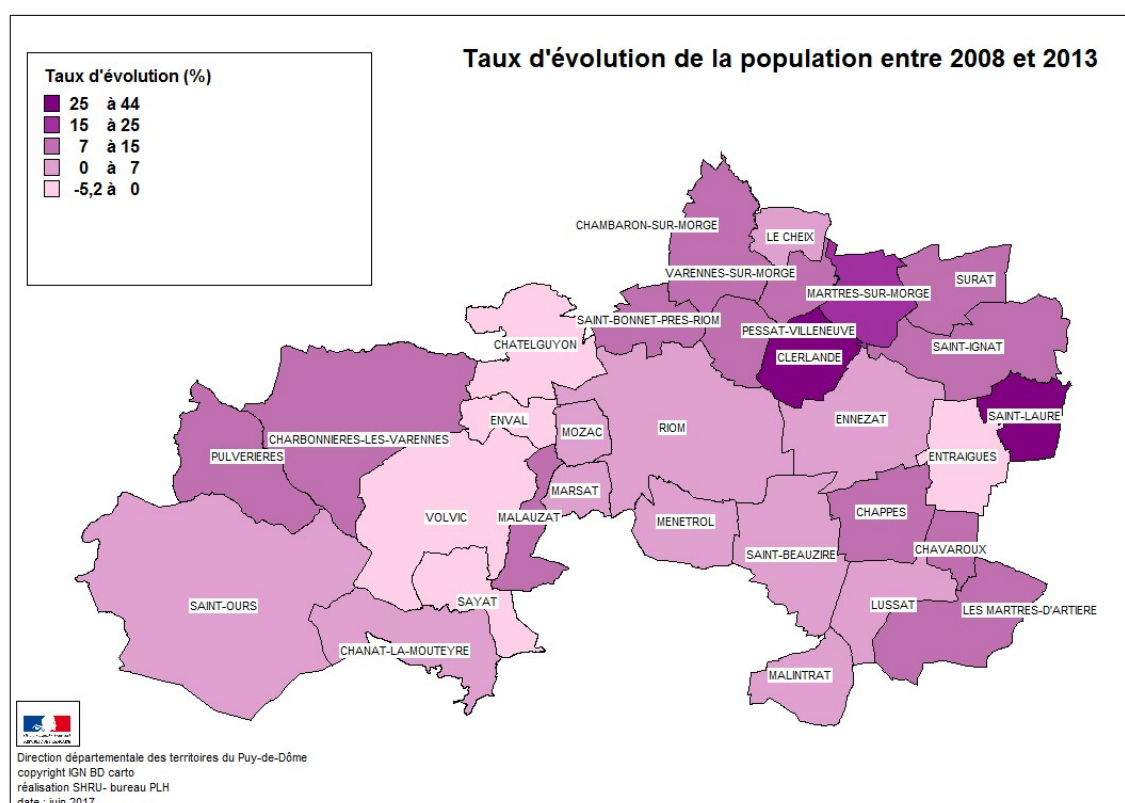 Taux d'évolution de la population entre 2008 et 2013
Taux d'évolution (%)
25 à 44
15 à 25
7 à 15
0 à 7
-5,2 à 0
CHAMBARON-SUR-MORGE
LE CHEIX
VARENNES-SUR-MORGE
SURAT
MARTRES-SUR-MORGE
SAINT-BONNET-PRES-RIOM
PESSAT-VILLENEUVE
CHATELGUYON
SAINT-IGNAT
CLERLANDE
SAINT-LAURE
ENVAL
ENNEZAT
MOZAC
RIOM
CHARBONNIERES-LES-VARENNES
PULVERIERES
ENTRAIGUES
MARSAT
CHAPPES
VOLVIC
MALAUZAT
MENETROL
CHAVAROUX
SAINT-BEAUZIRE
SAYAT
SAINT-OURS
LUSSAT
LES MARTRES-D'ARTIERE
CHANAT-LA-MOUTEYRE
MALINTRAT
Direction départementale des territoires du Puy-de-Dôme
copyright IGN BD carto
réalisation SHRU- bureau PLH
date : juin 2017